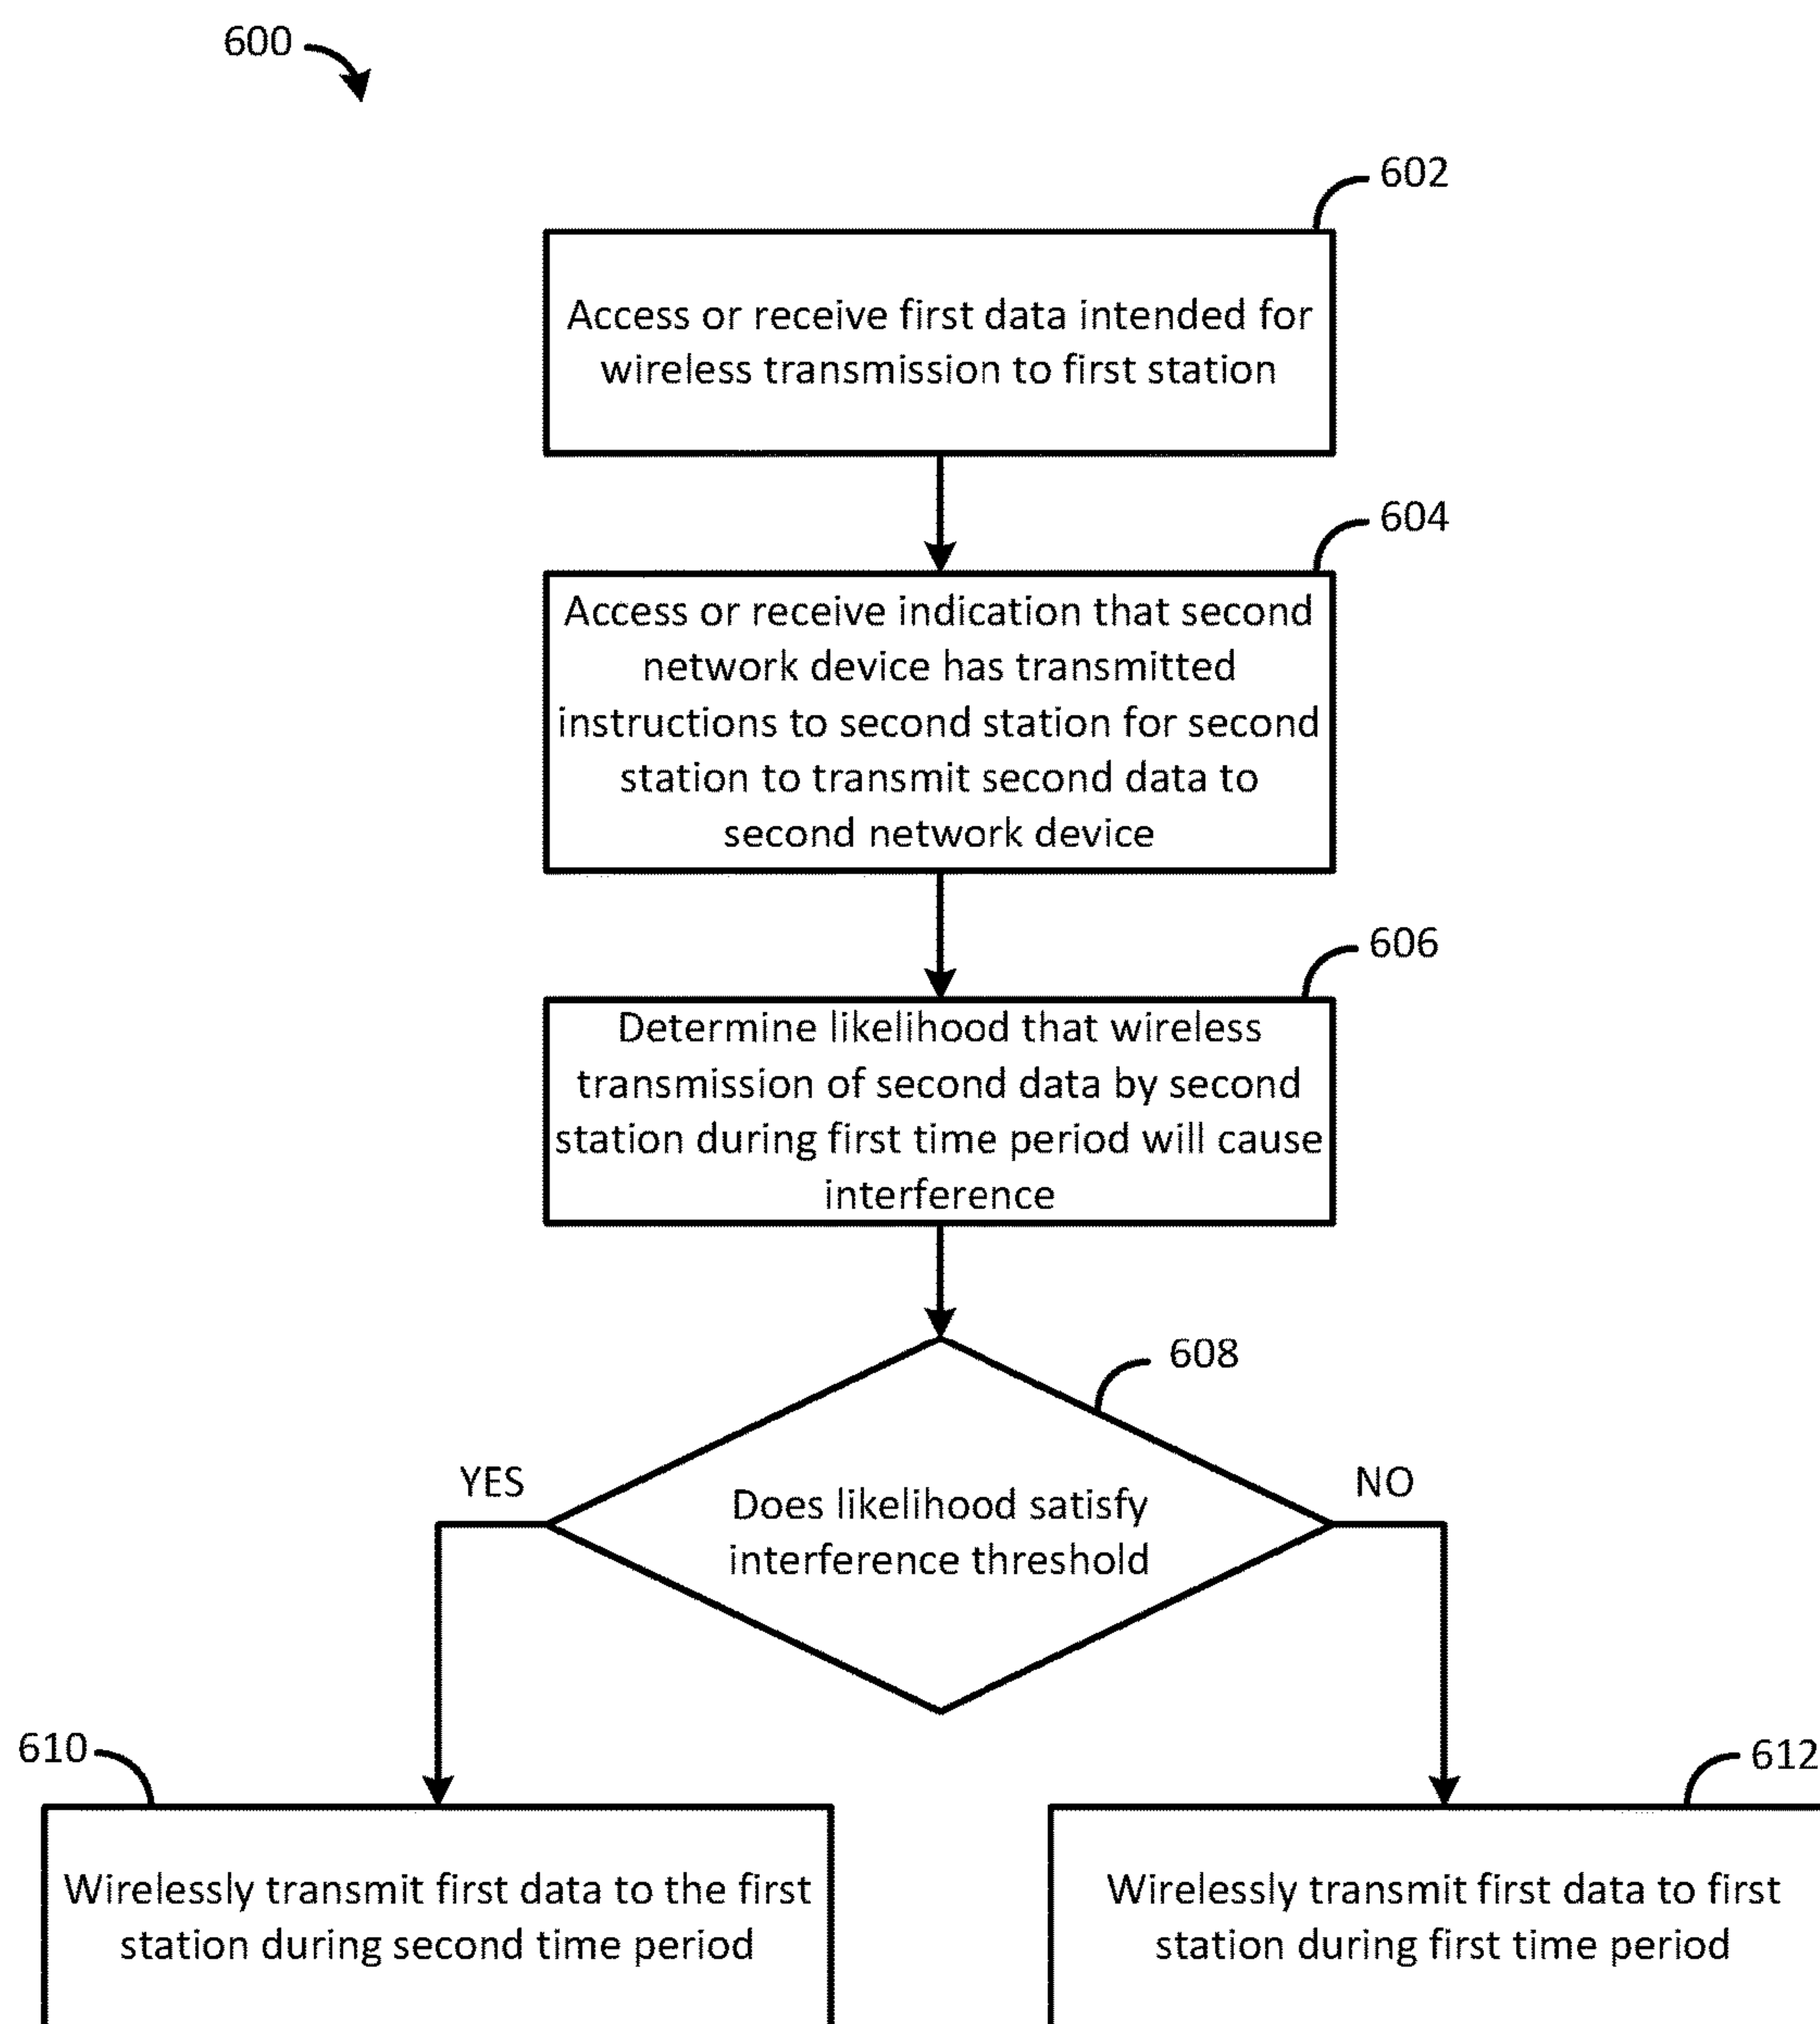 600
602
Access or receive first data intended for
wireless transmission to first station
604
Access or receive indication that second
network device has transmitted
instructions to second station for second
station to transmit second data to
second network device
606
Determine likelihood that wireless
transmission of second data by second
station during first time period will cause
interference
608
YES
NO
Does likelihood satisfy
interference threshold
610
612
Wirelessly transmit first data to the first
station during second time period
Wirelessly transmit first data to first
station during first time period